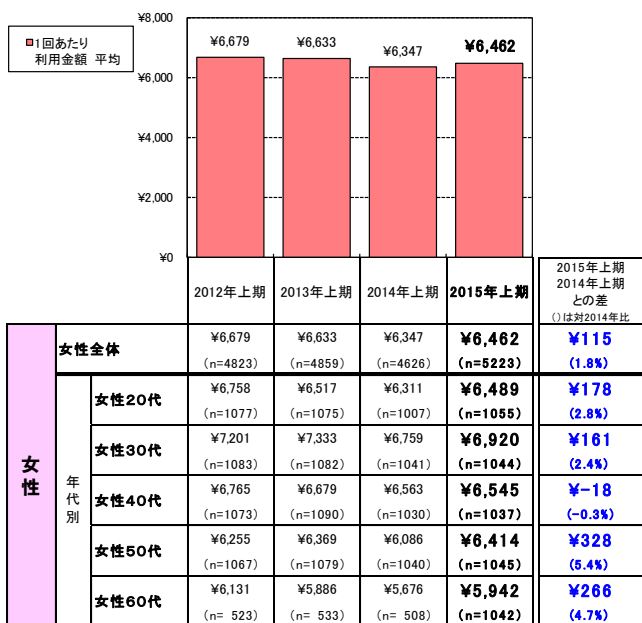 ¥8,000
■1回あたり
利用金額 平均
¥6,679
¥6,633
¥6,347
¥6,462
¥6,000
¥4,000
¥2,000
¥0
2012年上期 2013年上期 2014年上期 2015年上期
2015年上期
2014年上期
との差
()は対2014年比
女性
年代別
女性全体 ¥6,679 ¥6,633 ¥6,347 ¥6,462 ¥115
(n=4823) (n=4859) (n=4626) (n=5223) (1.8%)
女性20代 ¥6,758 ¥6,517 ¥6,311 ¥6,489 ¥178
(n=1077) (n=1075) (n=1007) (n=1055) (2.8%)
女性30代 ¥7,201 ¥7,333 ¥6,759 ¥6,920 ¥161
(n=1083) (n=1082) (n=1041) (n=1044) (2.4%)
女性40代 ¥6,765 ¥6,679 ¥6,563 ¥6,545 ¥-18
(n=1073) (n=1090) (n=1030) (n=1037) (-0.3%)
女性50代 ¥6,255 ¥6,369 ¥6,086 ¥6,414 ¥328
(n=1067) (n=1079) (n=1040) (n=1045) (5.4%)
女性60代 ¥6,131 ¥5,886 ¥5,676 ¥5,942 ¥266
(n= 523) (n= 533) (n= 508) (n=1042) (4.7%)